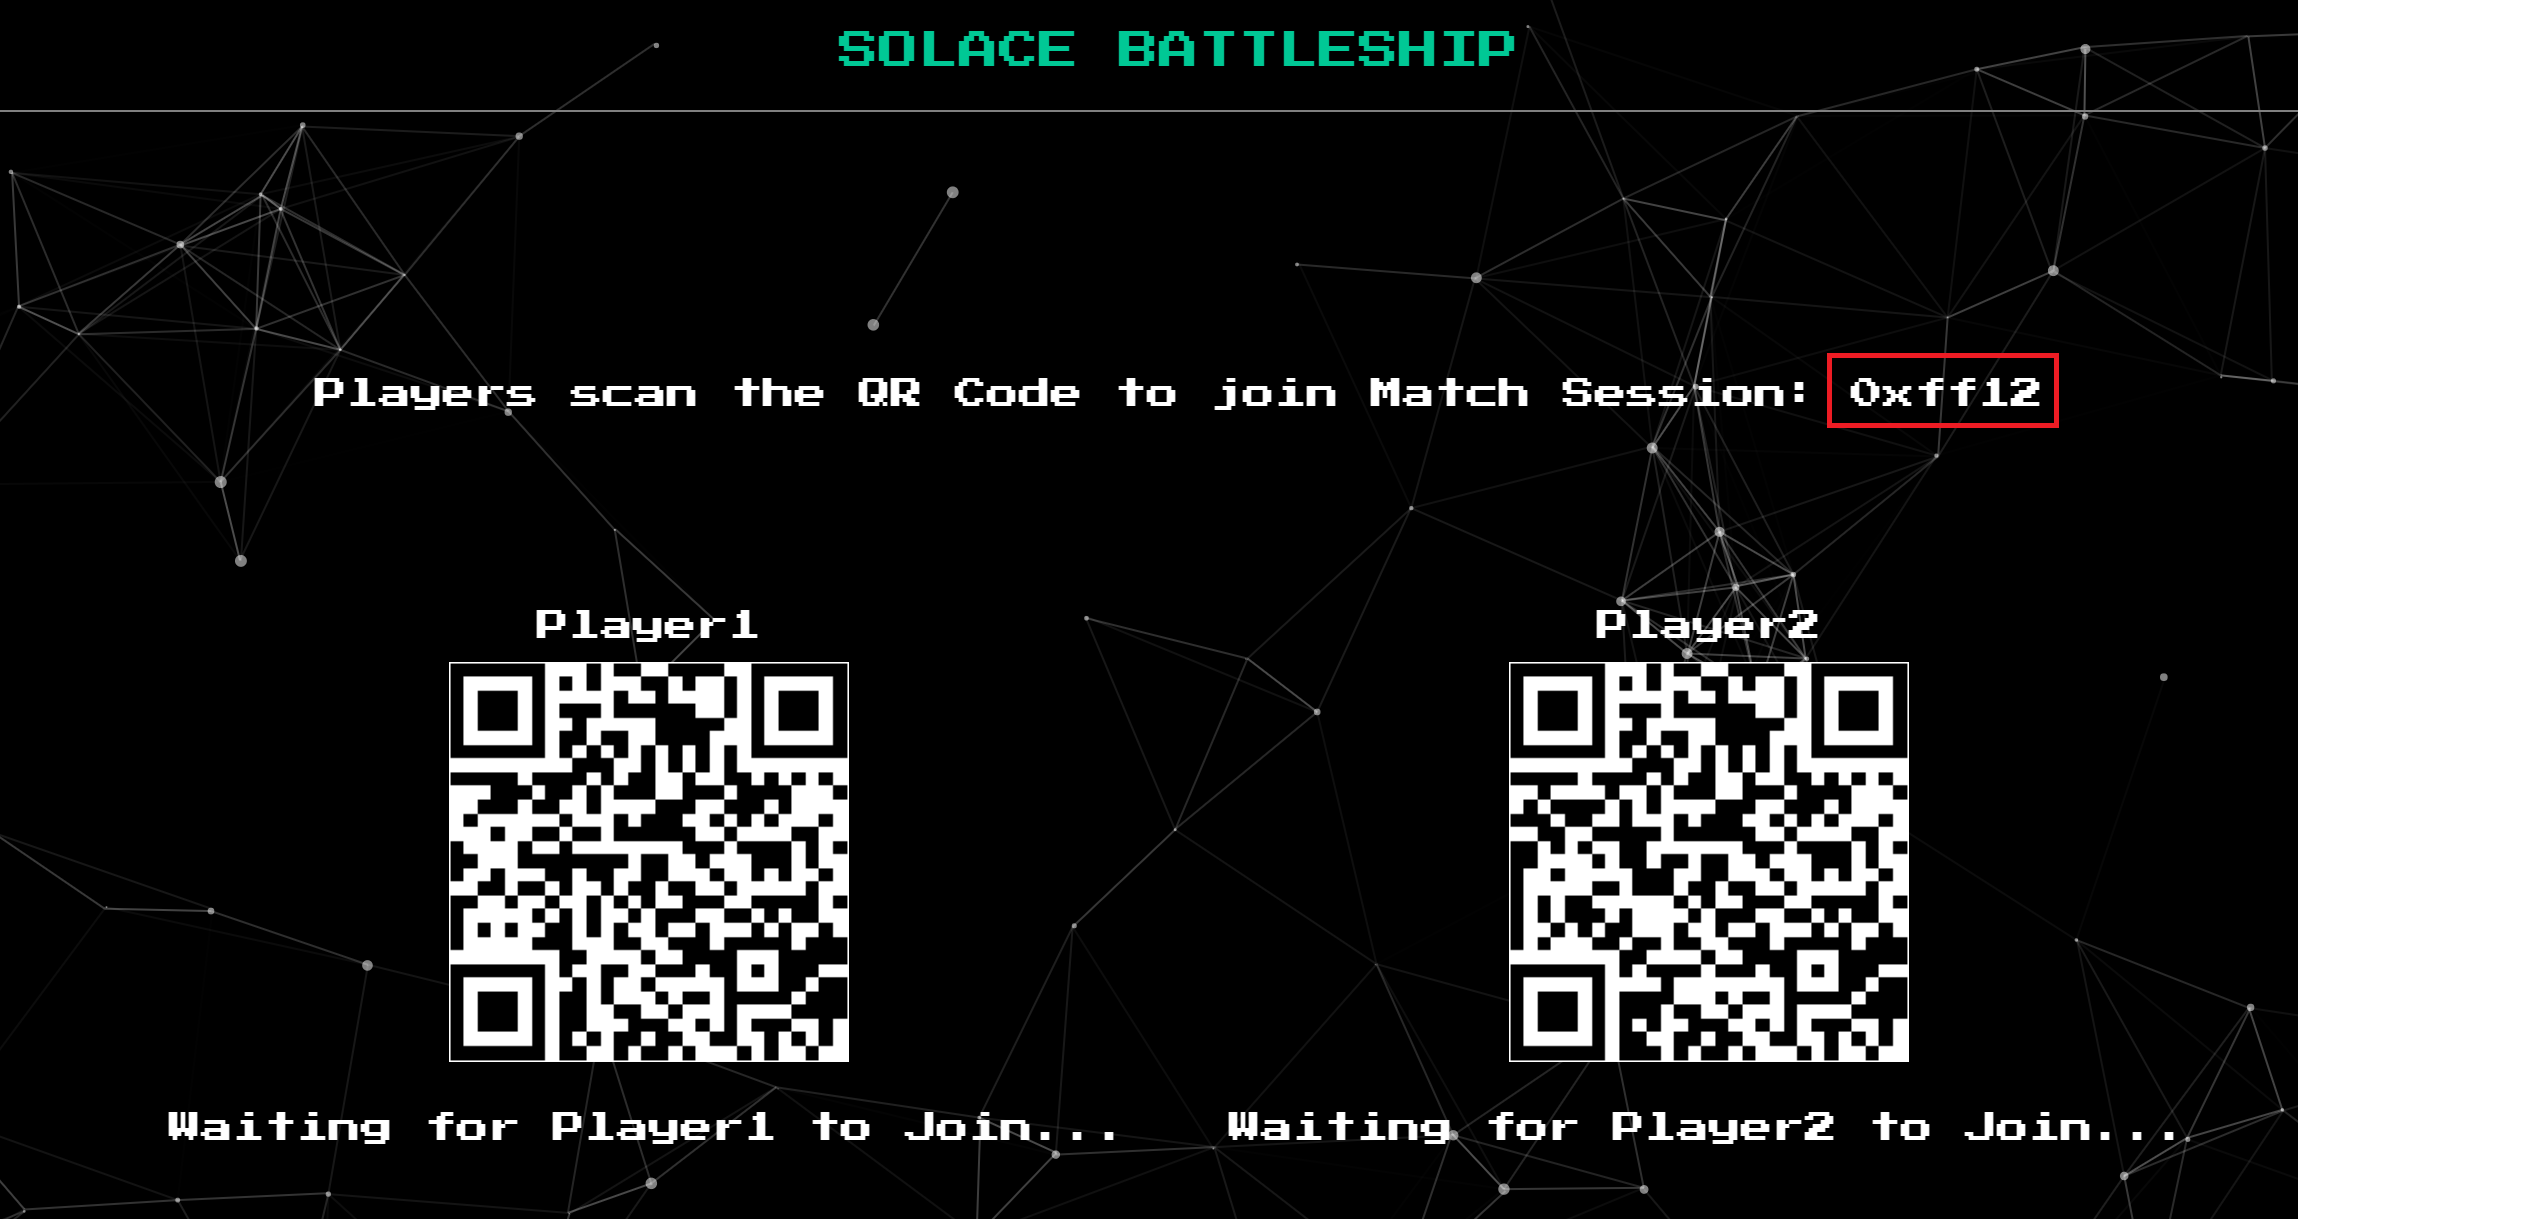 SOLACE BATTLESHIP
Players scan the QR Code to join Match Session: 0xff12
Player1
Player2
Waiting for Player1 to Join...
Waiting for Player2 to Join...